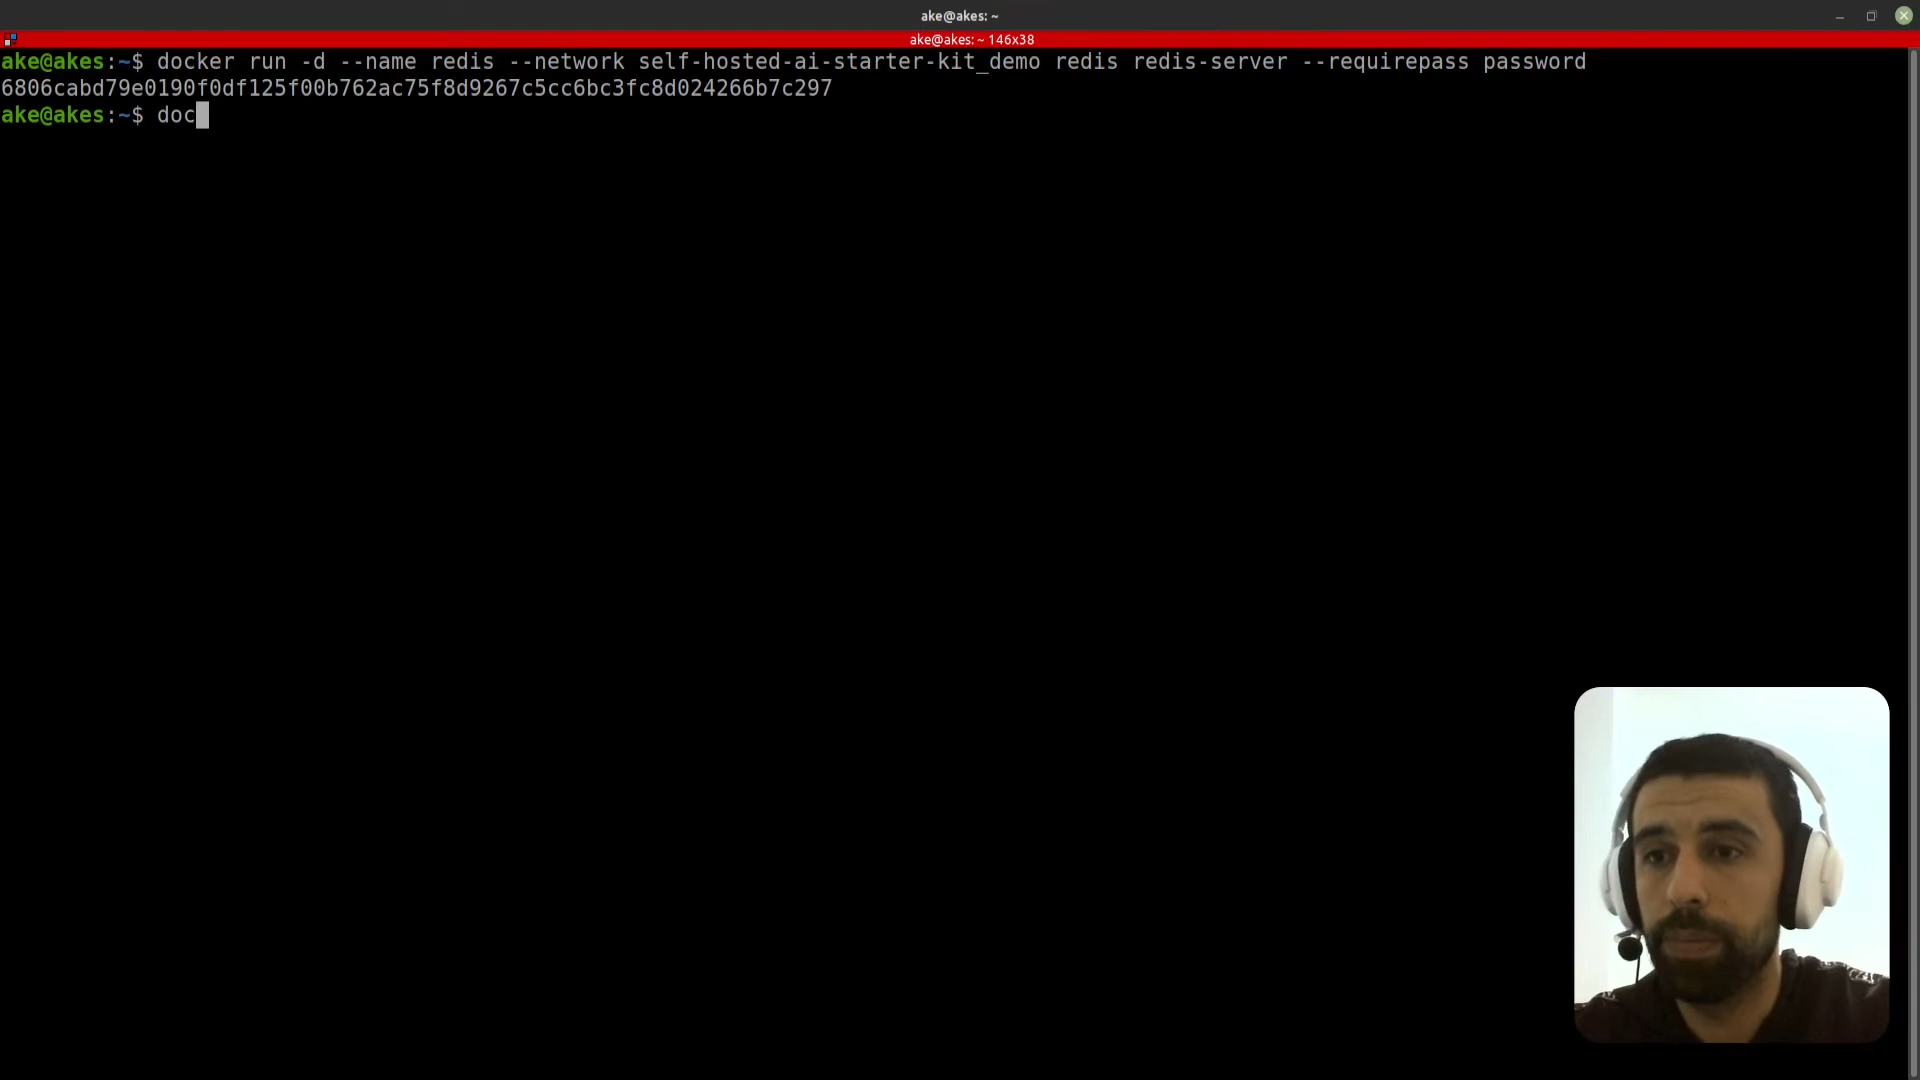 ake@akes: ~
ake@akes: ~ 146x38
ake@akes:~$ docker run -d --name redis --network self-hosted-ai-starter-kit_demo redis redis-server --requirepass password
6806cabd79e0190f0df125f00b762ac75f8d9267c5cc6bc3fc8d024266b7c297
ake@akes:~$ doc